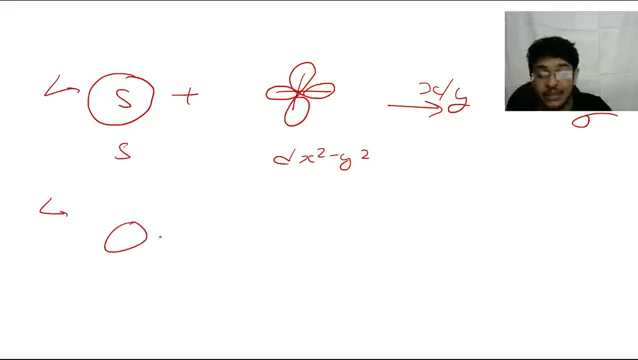 S + x/y σ
S dx²-y²